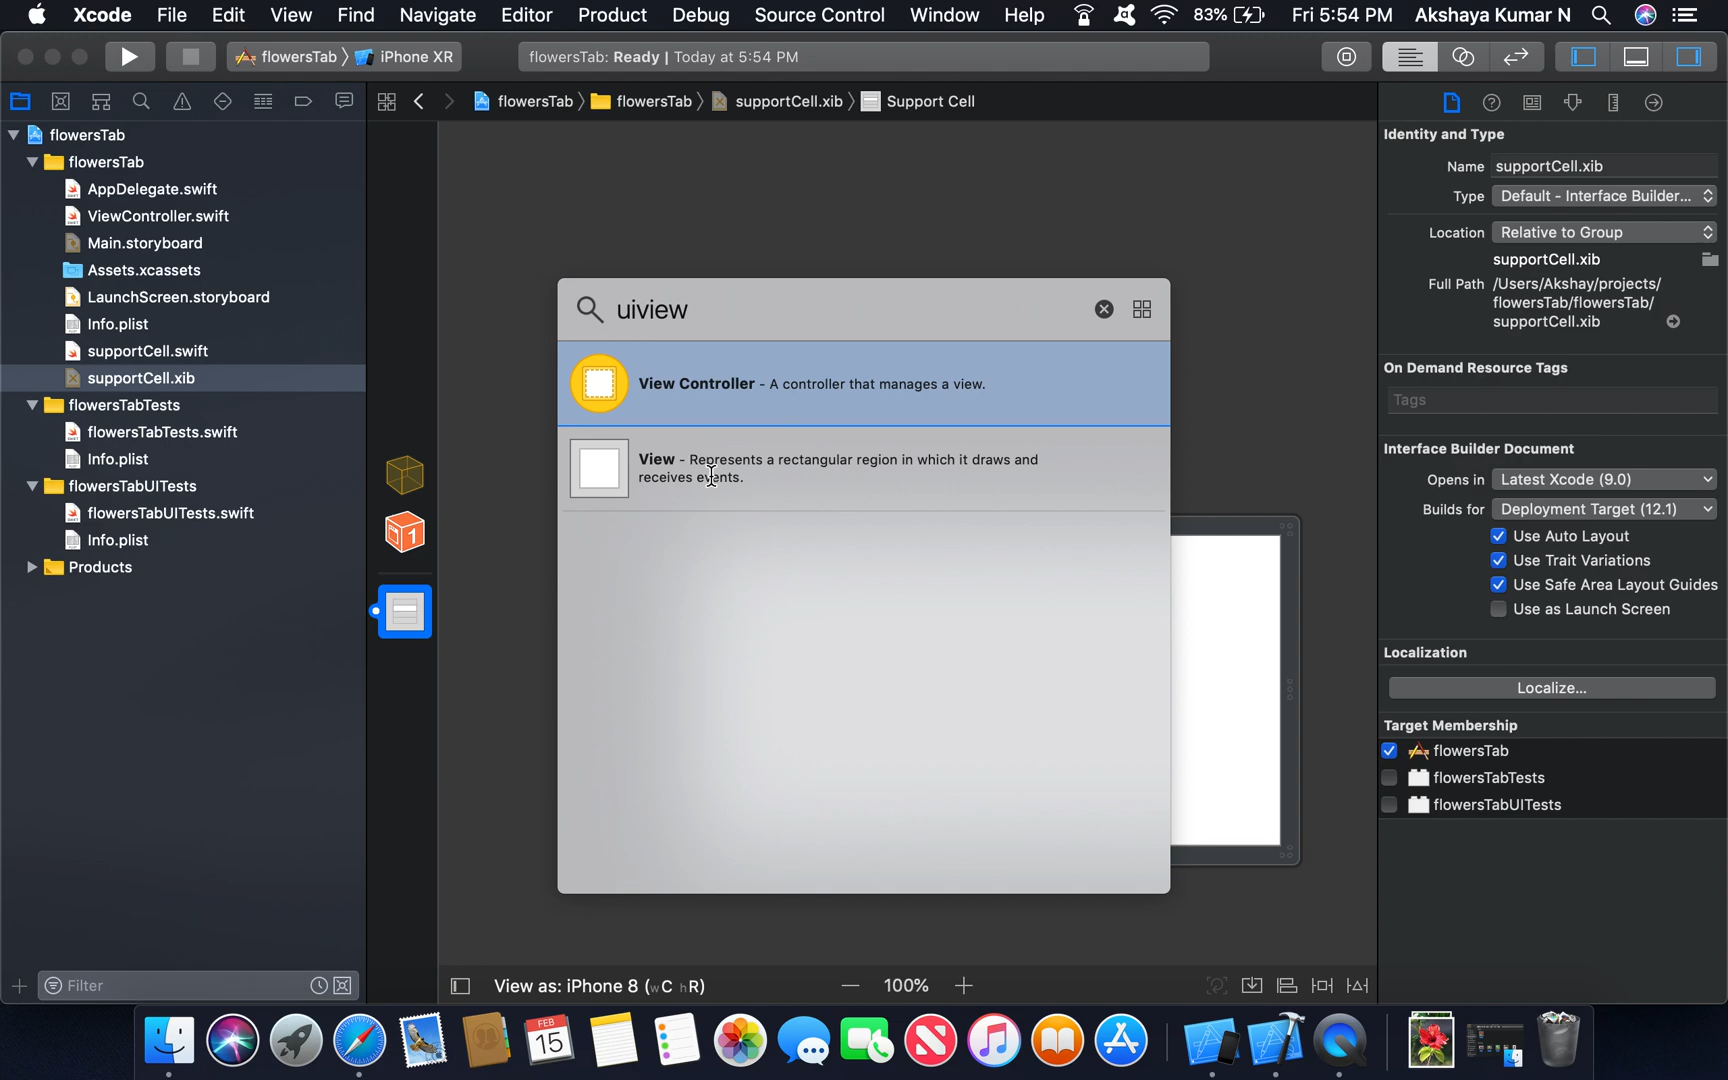 Xcode File Edit View Find Navigate Editor Product Debug Source Control Window Help 83% Fri 5:54 PM Akshaya Kumar N
flowersTab iPhone XR flowersTab: Ready | Today at 5:54 PM
flowersTab flowersTab supportCell.xib Support Cell
flowersTab
flowersTab
AppDelegate.swift
ViewController.swift
Main.storyboard
Assets.xcassets
LaunchScreen.storyboard
Info.plist
supportCell.swift
supportCell.xib
flowersTabTests
flowersTabTests.swift
Info.plist
flowersTabUITests
flowersTabUITests.swift
Info.plist
Products
Filter
uiview
View Controller - A controller that manages a view.
View - Represents a rectangular region in which it draws and
receives events.
1
View as: iPhone 8 (wC hR) 100%
Identity and Type
Name supportCell.xib
Type Default - Interface Builder...
Location Relative to Group
supportCell.xib
Full Path /Users/Akshay/projects/
flowersTab/flowersTab/
supportCell.xib
On Demand Resource Tags
Tags
Interface Builder Document
Opens in Latest Xcode (9.0)
Builds for Deployment Target (12.1)
Use Auto Layout
Use Trait Variations
Use Safe Area Layout Guides
Use as Launch Screen
Localization
Localize...
Target Membership
flowersTab
flowersTabTests
flowersTabUITests
FEB
15